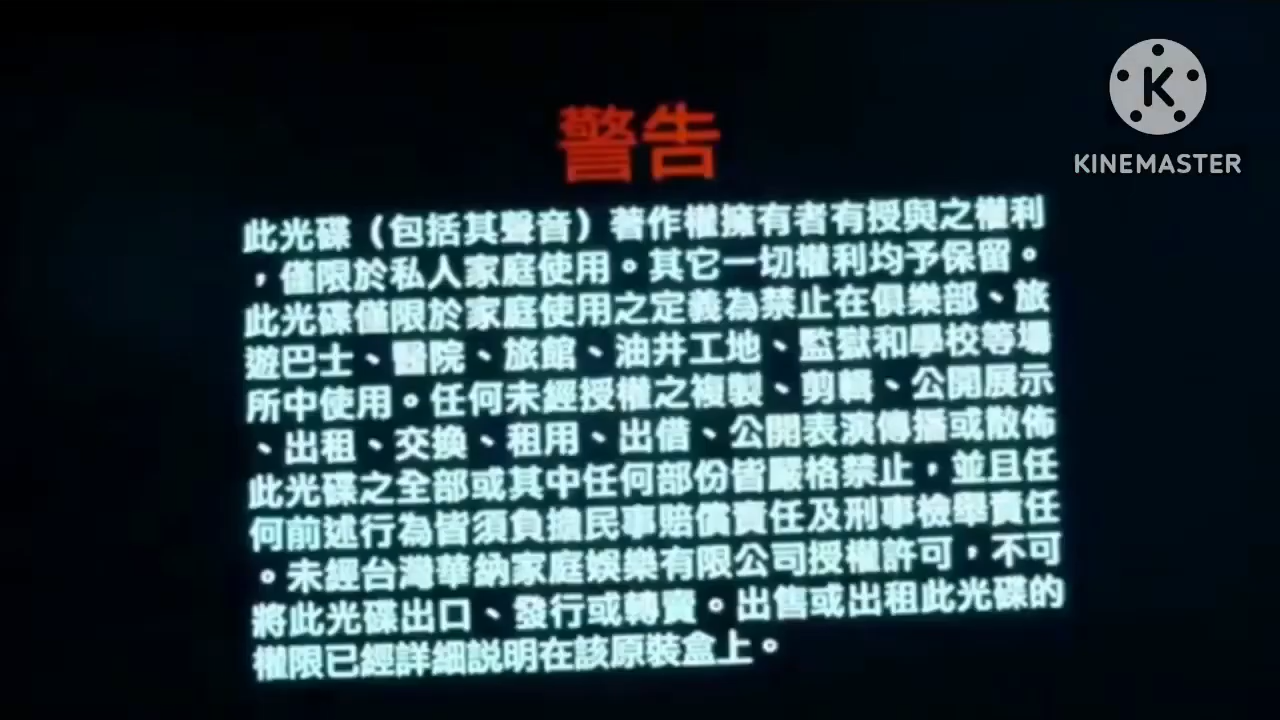 K
KINEMASTER
警告
此光碟（包括其聲音）著作權擁有者有授與之權利
，僅限於私人家庭使用。其它一切權利均予保留。
此光碟僅限於家庭使用之定義為禁止在俱樂部、旅
遊巴士、醫院、旅館、油井工地、監獄和學校等場
所中使用。任何未經授權之複製、剪輯、公開展示
、出租、交換、租用、出借、公開表演傳播或散佈
此光碟之全部或其中任何部份皆嚴格禁止，並且任
何前述行為皆須負擔民事賠償責任及刑事檢舉責任
。未經台灣華納家庭娛樂有限公司授權許可，不可
將此光碟出口、發行或轉賣。出售或出租此光碟的
權限已經詳細說明在該原裝盒上。